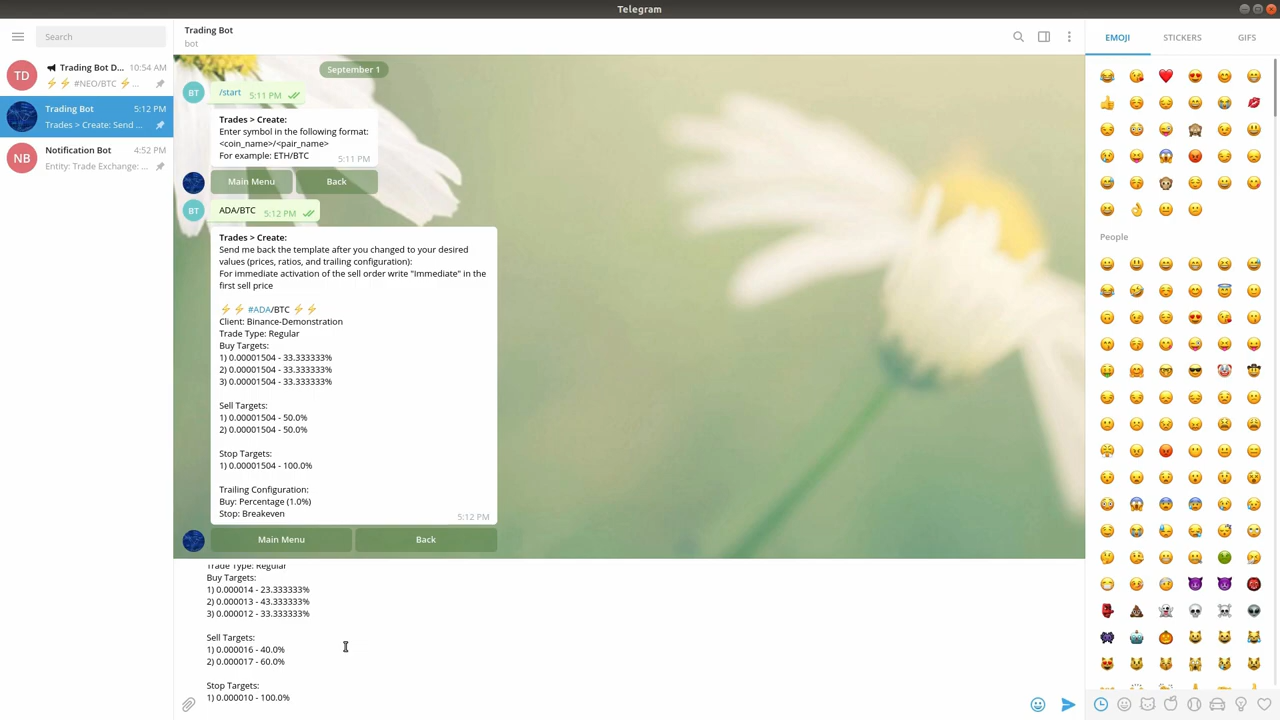 Telegram
Search
TD
Trading Bot D... 10:54 AM
⚡⚡ #NEO/BTC ⚡...
Trading Bot 5:12 PM
Trades > Create: Send ...
NB
Notification Bot 4:52 PM
Entity: Trade Exchange: ...
Trading Bot
bot
September 1
BT
/start 5:11 PM
Trades > Create:
Enter symbol in the following format:
<coin_name>/<pair_name>
For example: ETH/BTC
5:11 PM
Main Menu Back
BT
ADA/BTC 5:12 PM
Trades > Create:
Send me back the template after you changed to your desired
values (prices, ratios, and trailing configuration):
For immediate activation of the sell order write "Immediate" in the
first sell price
⚡⚡ #ADA/BTC ⚡⚡
Client: Binance-Demonstration
Trade Type: Regular
Buy Targets:
1) 0.00001504 - 33.333333%
2) 0.00001504 - 33.333333%
3) 0.00001504 - 33.333333%
Sell Targets:
1) 0.00001504 - 50.0%
2) 0.00001504 - 50.0%
Stop Targets:
1) 0.00001504 - 100.0%
Trailing Configuration:
Buy: Percentage (1.0%)
Stop: Breakeven
5:12 PM
Main Menu Back
Trade Type: Regular
Buy Targets:
1) 0.000014 - 23.333333%
2) 0.000013 - 43.333333%
3) 0.000012 - 33.333333%
Sell Targets:
1) 0.000016 - 40.0%
2) 0.000017 - 60.0%
Stop Targets:
1) 0.000010 - 100.0%
EMOJI STICKERS GIFS
People